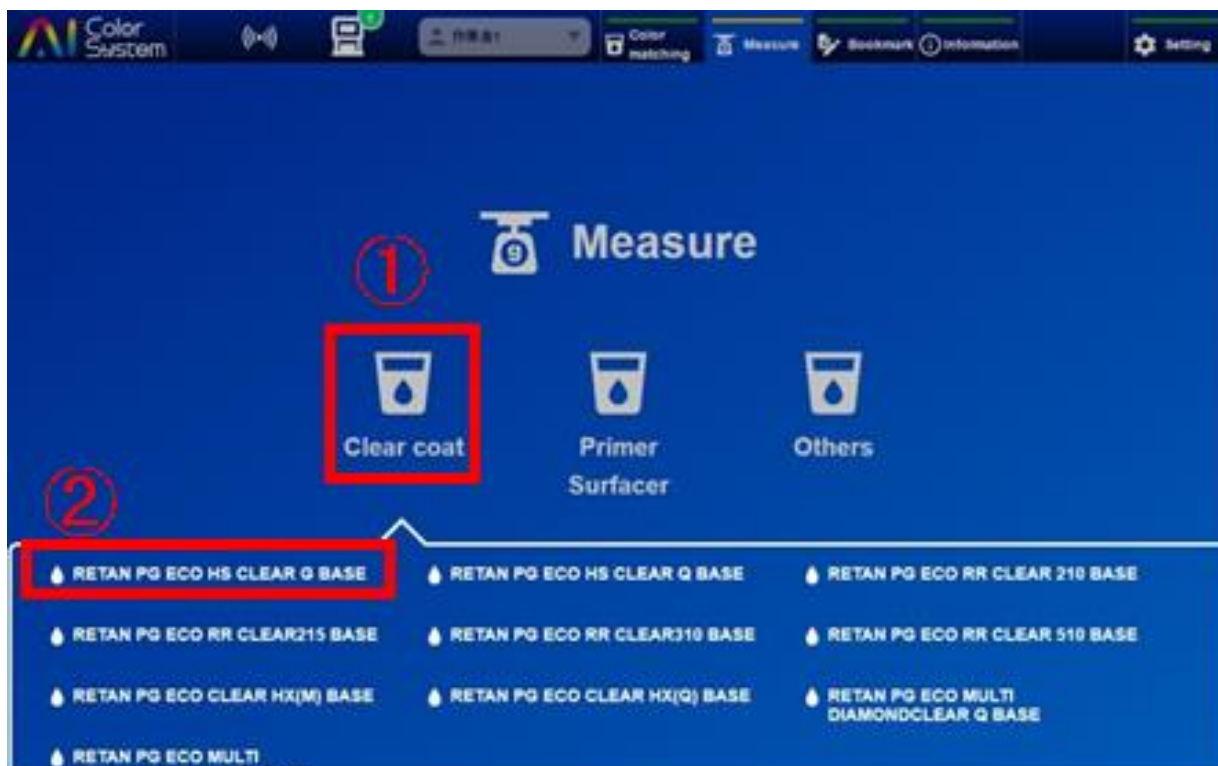 AI Color System
Color matching
Measure
Bookmark
Information
Setting
①
g Measure
Clear coat
Primer Surfacer
Others
②
RETAN PG ECO HS CLEAR G BASE
RETAN PG ECO HS CLEAR Q BASE
RETAN PG ECO RR CLEAR 210 BASE
RETAN PG ECO RR CLEAR215 BASE
RETAN PG ECO RR CLEAR310 BASE
RETAN PG ECO RR CLEAR 510 BASE
RETAN PG ECO CLEAR HX(M) BASE
RETAN PG ECO CLEAR HX(Q) BASE
RETAN PG ECO MULTI
DIAMONDCLEAR Q BASE
RETAN PG ECO MULTI